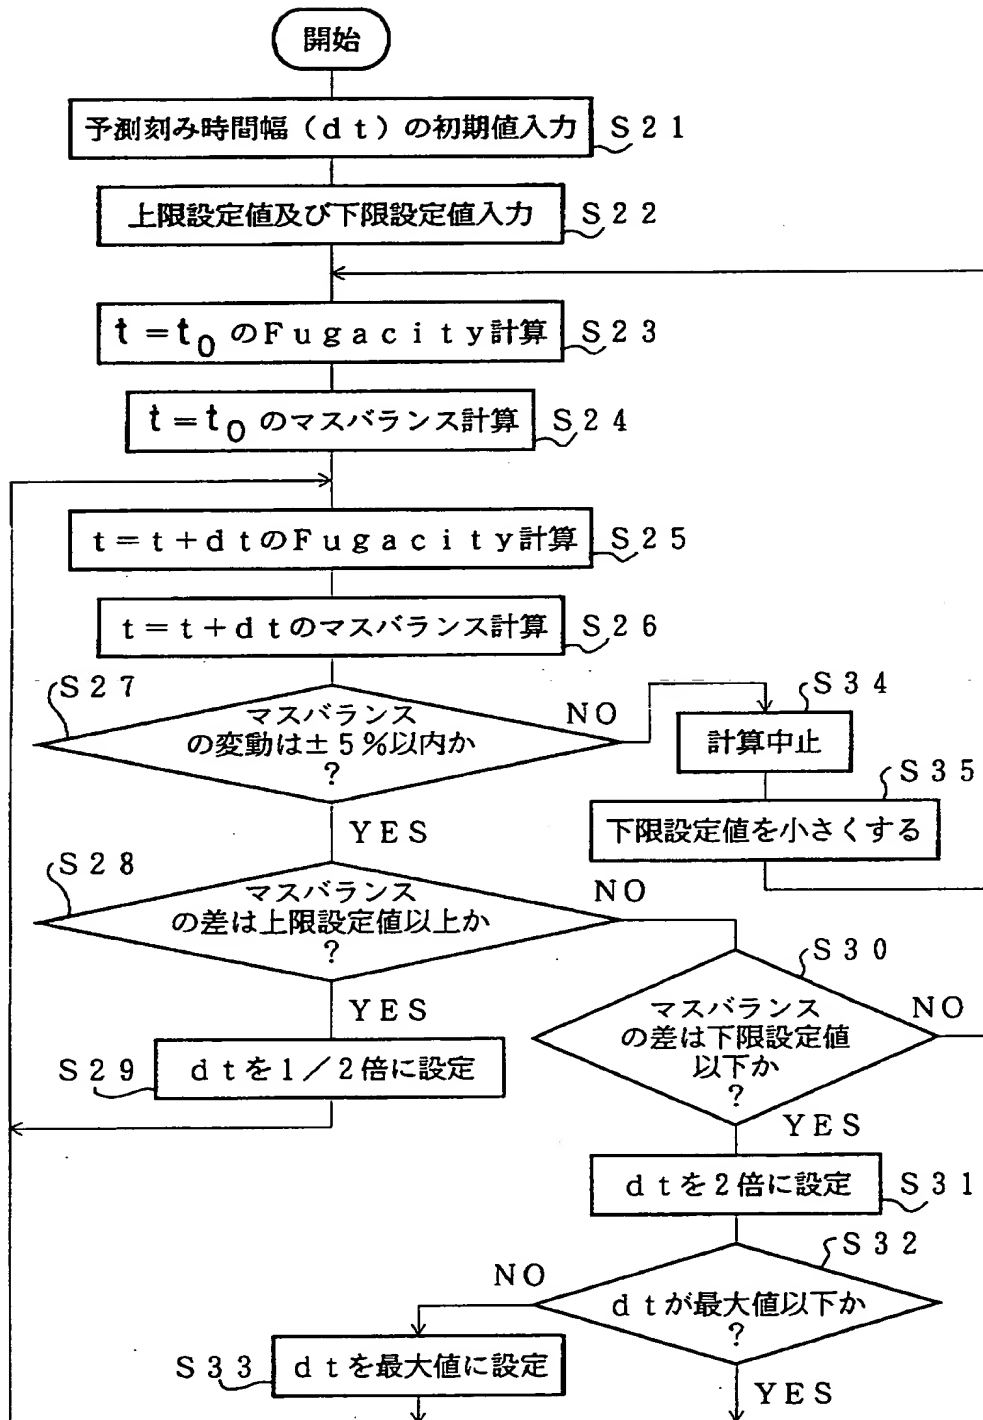 開始
予測刻み時間幅(dt)の初期値入力 S21
上限設定値及び下限設定値入力 S22
t=t0のFugacity計算 S23
t=t0のマスバランス計算 S24
t=t+dtのFugacity計算 S25
t=t+dtのマスバランス計算 S26
S27
マスバランス
の変動は±5%以内か
?
NO
YES
S34
計算中止
S35
下限設定値を小さくする
S28
マスバランス
の差は上限設定値以上か
?
NO
YES
S29 dtを1/2倍に設定
S30
マスバランス
の差は下限設定値
以下か
?
NO
YES
dtを2倍に設定 S31
S32
dtが最大値以下か
?
NO
YES
S33 dtを最大値に設定